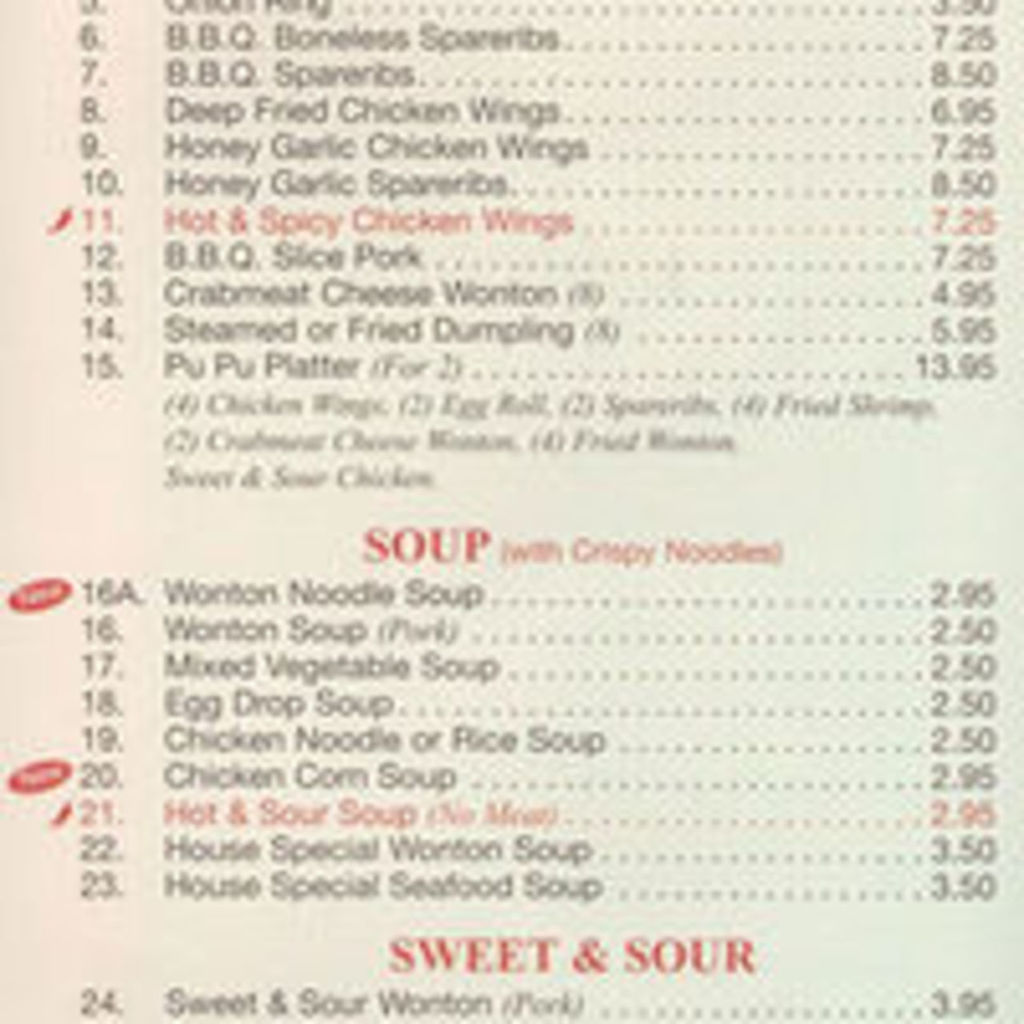 5. Onion Ring 3.50
6. B.B.Q. Boneless Spareribs 7.25
7. B.B.Q. Spareribs 8.50
8. Deep Fried Chicken Wings 6.95
9. Honey Garlic Chicken Wings 7.25
10. Honey Garlic Spareribs 8.50
11. Hot & Spicy Chicken Wings 7.25
12. B.B.Q. Slice Pork 7.25
13. Crabmeat Cheese Wonton (8) 4.95
14. Steamed or Fried Dumpling (8) 5.95
15. Pu Pu Platter (For 2) 13.95
(4) Chicken Wings, (2) Egg Roll, (2) Spareribs, (4) Fried Shrimp,
(2) Crabmeat Cheese Wonton, (4) Fried Wonton,
Sweet & Sour Chicken.
SOUP (with Crispy Noodles)
16A. Wonton Noodle Soup 2.95
16. Wonton Soup (Pork) 2.50
17. Mixed Vegetable Soup 2.50
18. Egg Drop Soup 2.50
19. Chicken Noodle or Rice Soup 2.50
20. Chicken Corn Soup 2.95
21. Hot & Sour Soup (No Meat) 2.95
22. House Special Wonton Soup 3.50
23. House Special Seafood Soup 3.50
SWEET & SOUR
24. Sweet & Sour Wonton (Pork) 3.95